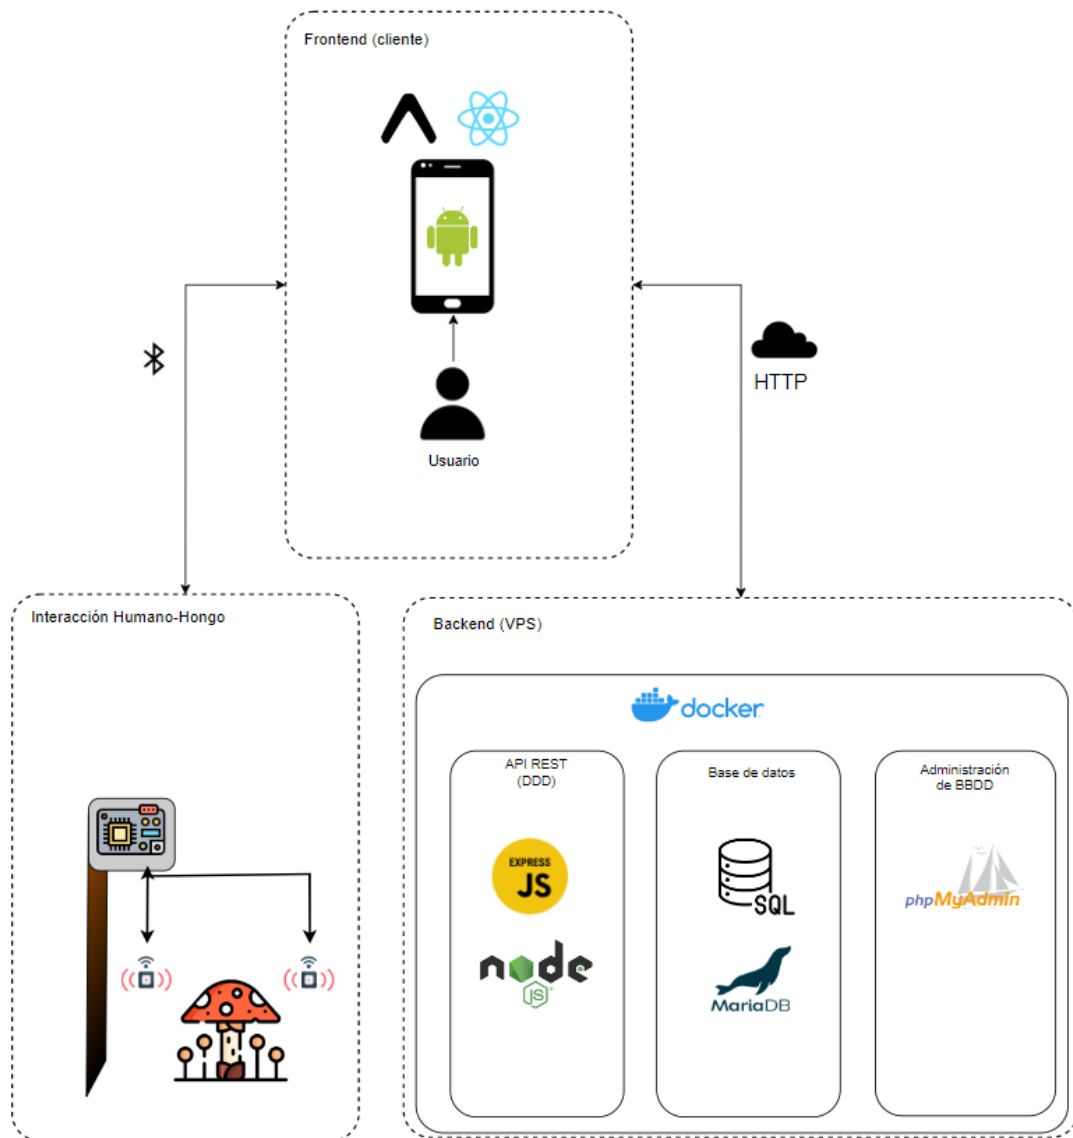 Frontend (cliente)
HTTP
Usuario
Interacción Humano-Hongo
Backend (VPS)
docker
API REST
(DDD)
EXPRESS
JS
node
JS
Base de datos
SQL
MariaDB
Administración
de BBDD
phpMyAdmin